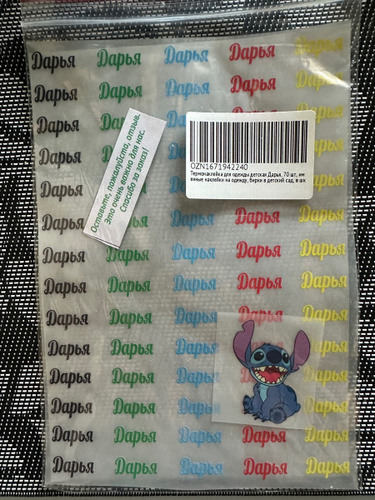 Дарья Дарья Дарья Дарья Дарья
Дарья Дарья Дарья Дарья Дарья
Дарья Дарья Дарья
Дарья Дарья
Дарья Дарья
OZN1671942240
Термонаклейка для одежды детская Дарья, 70 шт, им
енные наклейки на одежду, бирки в детский сад, в шк
Оставьте, пожалуйста, отзыв.
Это очень важно для нас.
Спасибо за заказ!
Дарья Дарья Дарья Дарья
Дарья Дарья Дарья Дарья Дарья
Дарья Дарья Дарья Дарья Дарья
Дарья Дарья Дарья Дарья Дарья
Дарья Дарья Дарья Дарья
Дарья Дарья Дарья Дарья
Дарья Дарья Дарья Дарья
Дарья Дарья Дарья Дарья Дарья
Дарья Дарья Дарья Дарья Дарья